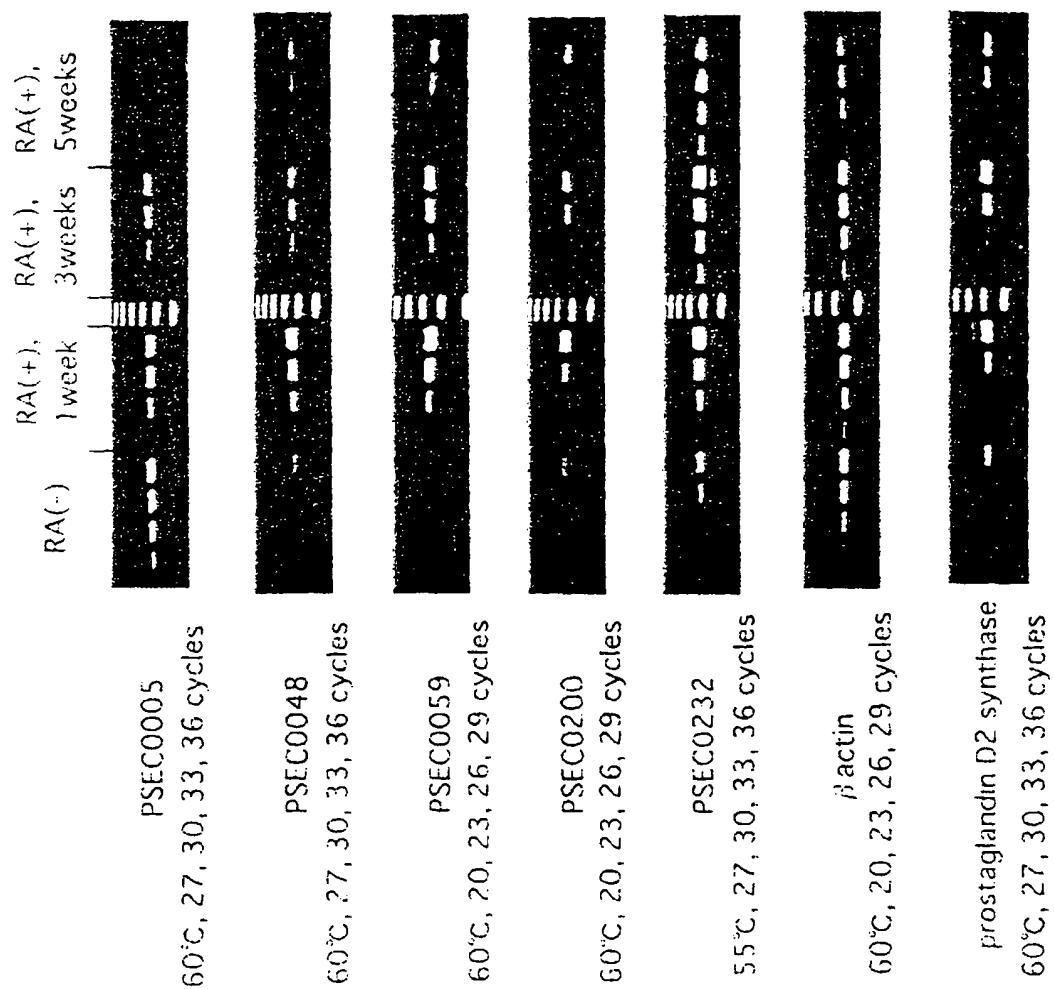 RA(-)
RA(+),
1week
RA(+),
3weeks
RA(+),
5weeks
PSEC0005
60°C, 27, 30, 33, 36 cycles
PSEC0048
60°C, 27, 30, 33, 36 cycles
PSEC0059
60°C, 20, 23, 26, 29 cycles
PSEC0200
60°C, 20, 23, 26, 29 cycles
PSEC0232
55°C, 27, 30, 33, 36 cycles
β actin
60°C, 20, 23, 26, 29 cycles
prostaglandin D2 synthase
60°C, 27, 30, 33, 36 cycles